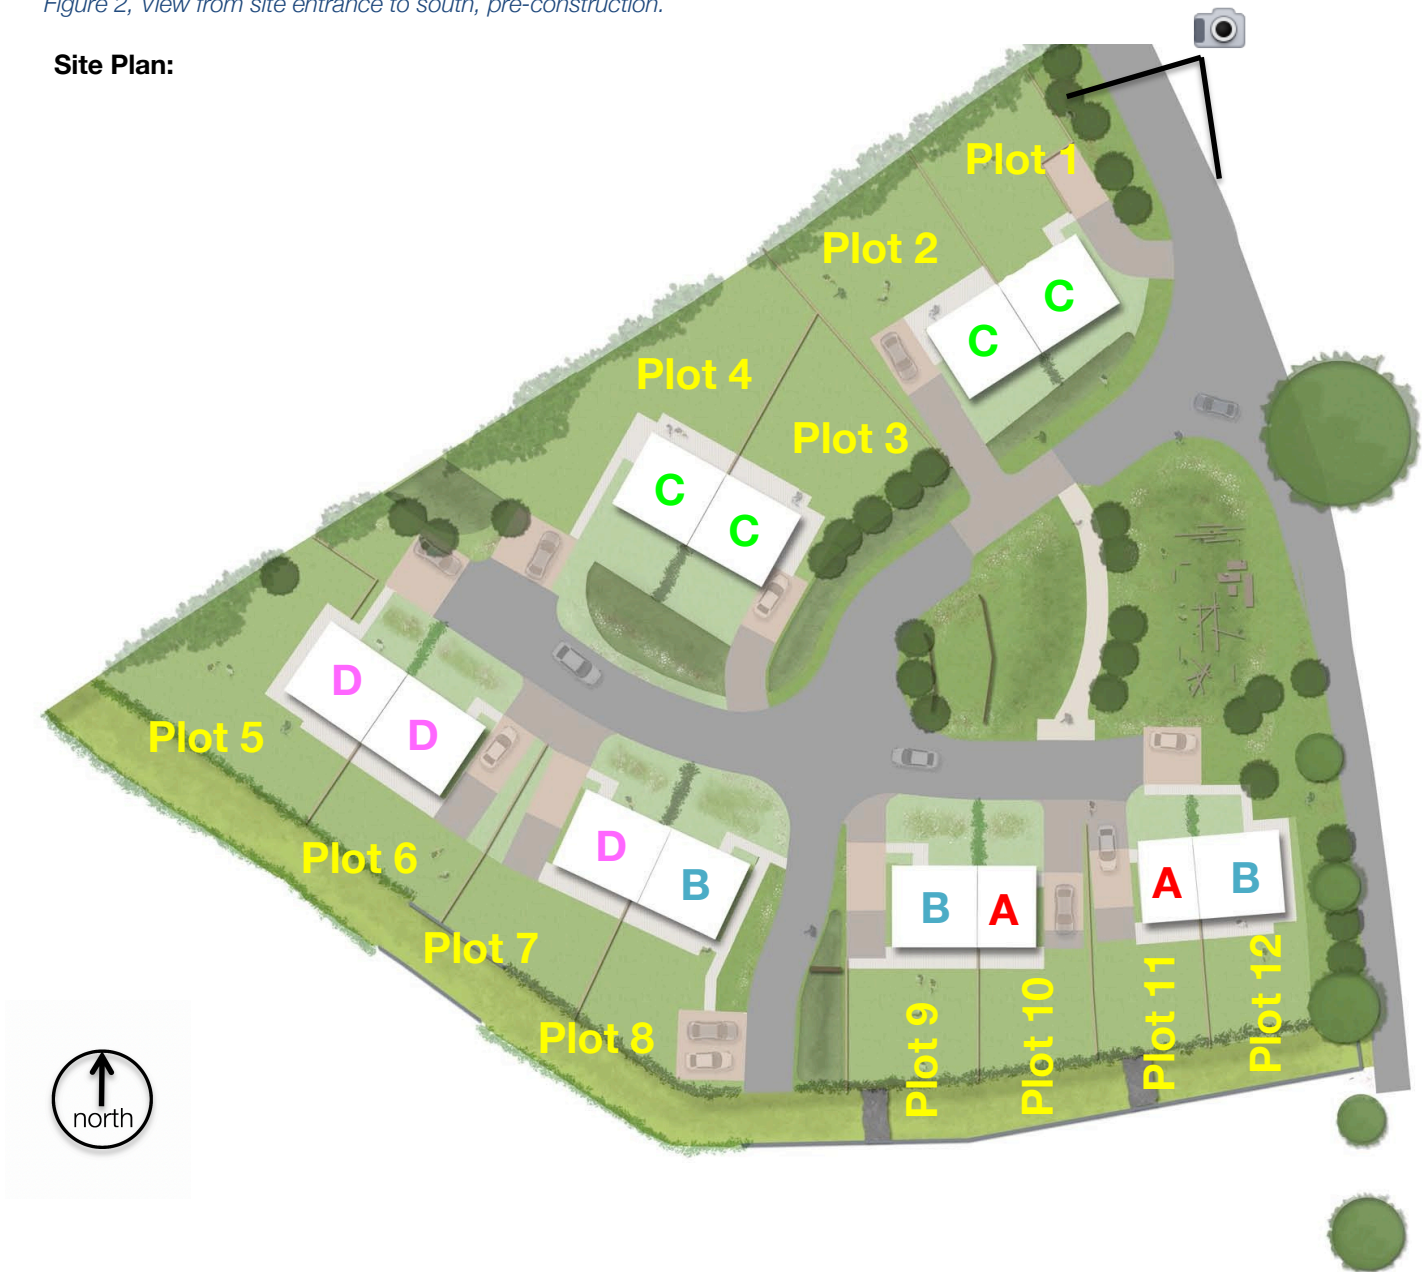 Figure 2, View from site entrance to south, pre-construction.
Site Plan:
Plot 1
Plot 2
C
C
Plot 4
Plot 3
C
C
D
D
Plot 5
Plot 6
D
B
B
A
A
B
Plot 7
Plot 8
Plot 9
Plot 10
Plot 11
Plot 12
north